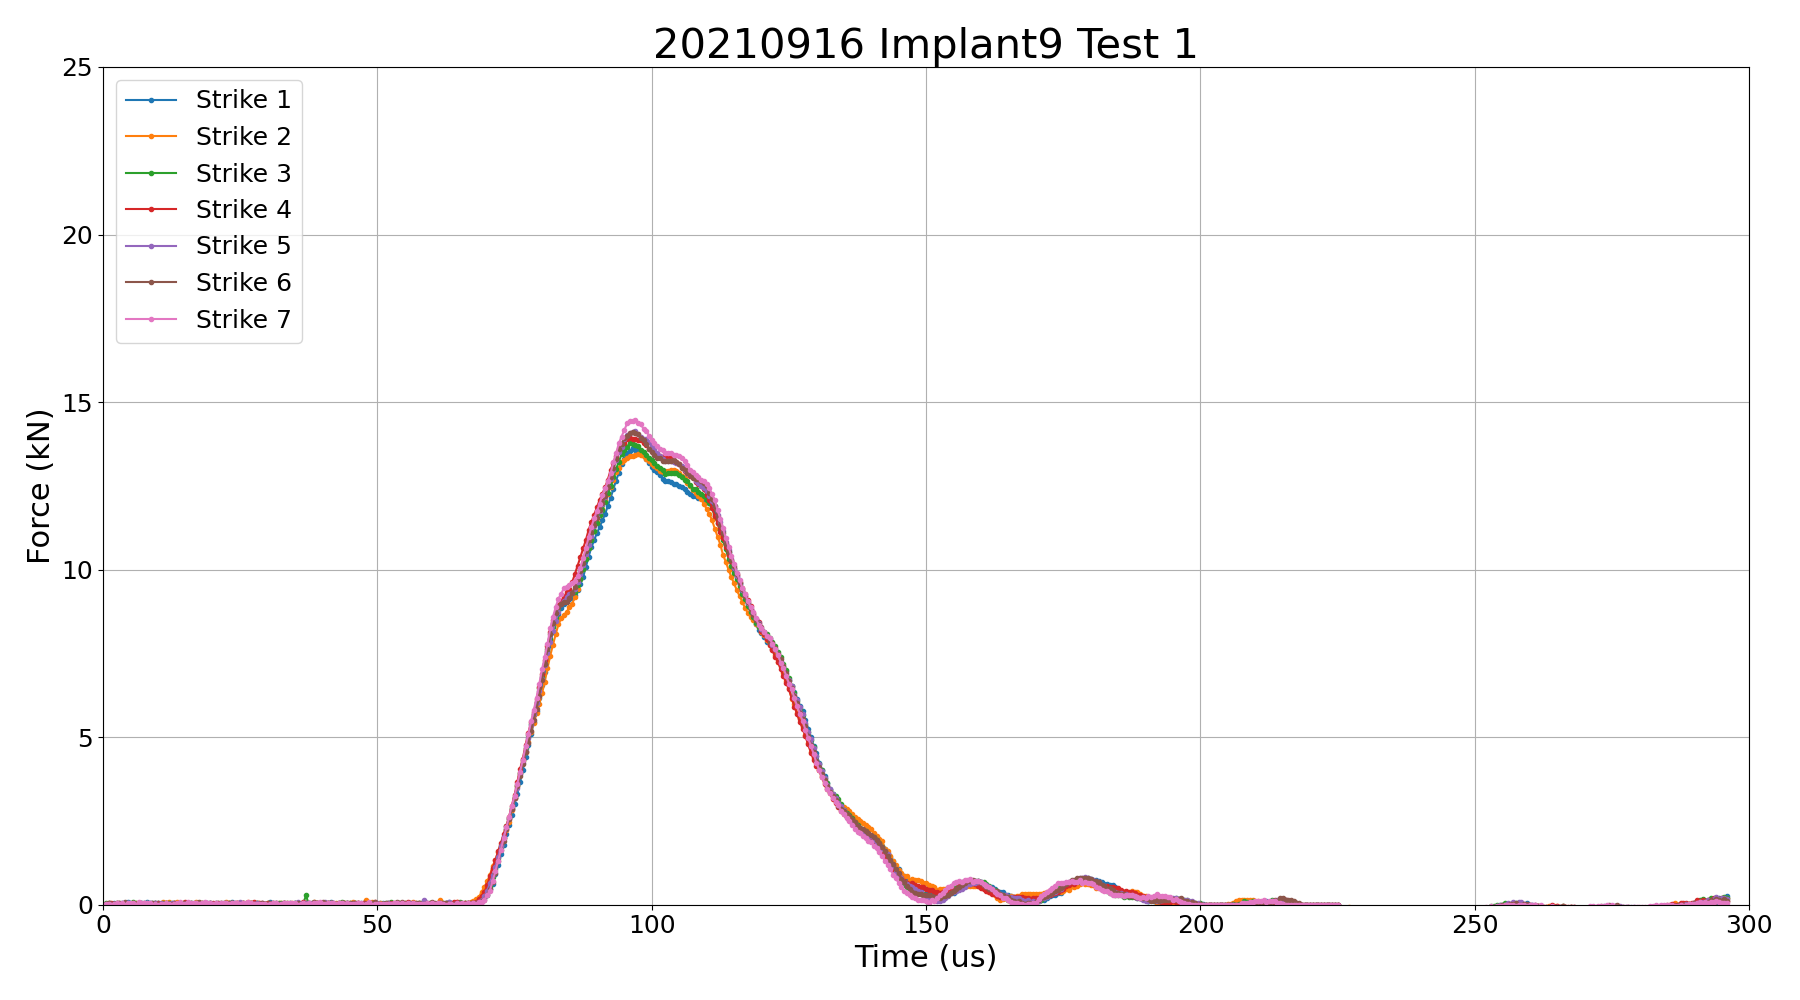 20210916 Implant9 Test 1
25
20
15
10
5
0
Force (kN)
Strike 1
Strike 2
Strike 3
Strike 4
Strike 5
Strike 6
Strike 7
0 50 100 150 200 250 300
Time (us)